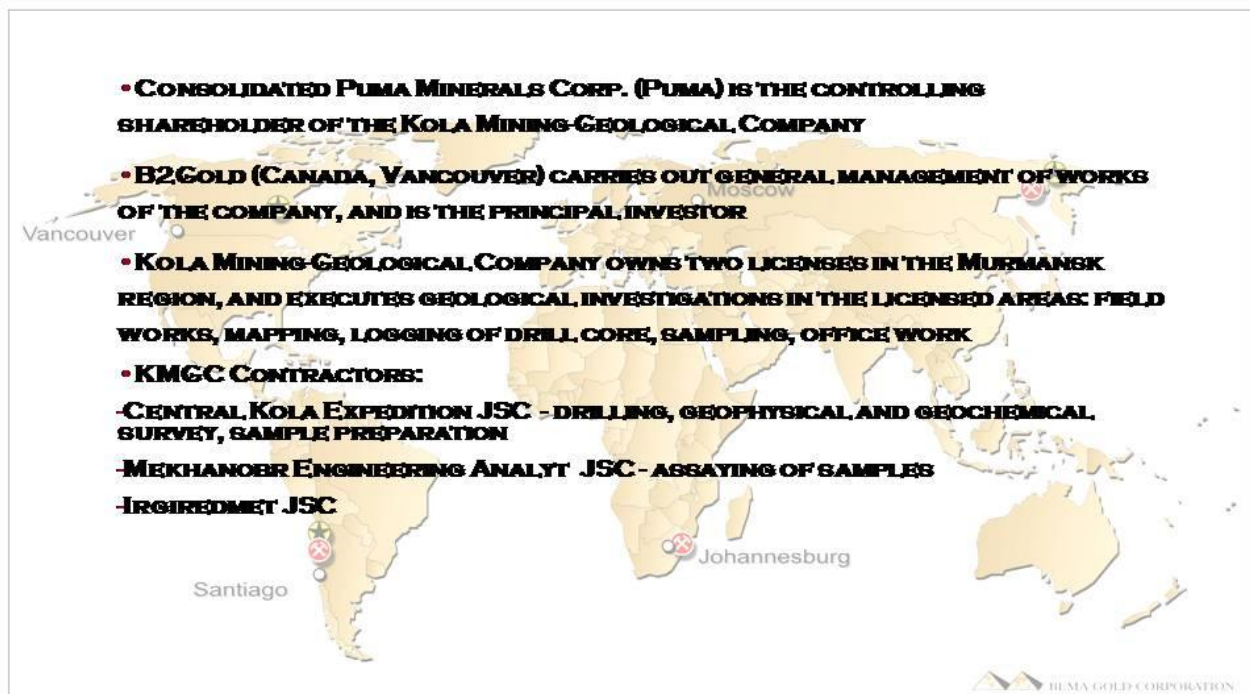 • Consolidated Puma Minerals Corp. (Puma) is the controlling
shareholder of the Kola Mining-Geological Company
• B2Gold (Canada, Vancouver) carries out general management of works
of the company, and is the principal investor
• Kola Mining-Geological Company owns two licenses in the Murmansk
region, and executes geological investigations in the licensed areas: field
works, mapping, logging of drill core, sampling, office work
• KMGC Contractors:
-Central Kola Expedition JSC - drilling, geophysical and geochemical
survey, sample preparation
-Mekhanobr Engineering Analyt JSC - assaying of samples
-Irgiredmet JSC
Moscow
Vancouver
Johannesburg
Santiago
BEMA GOLD CORPORATION